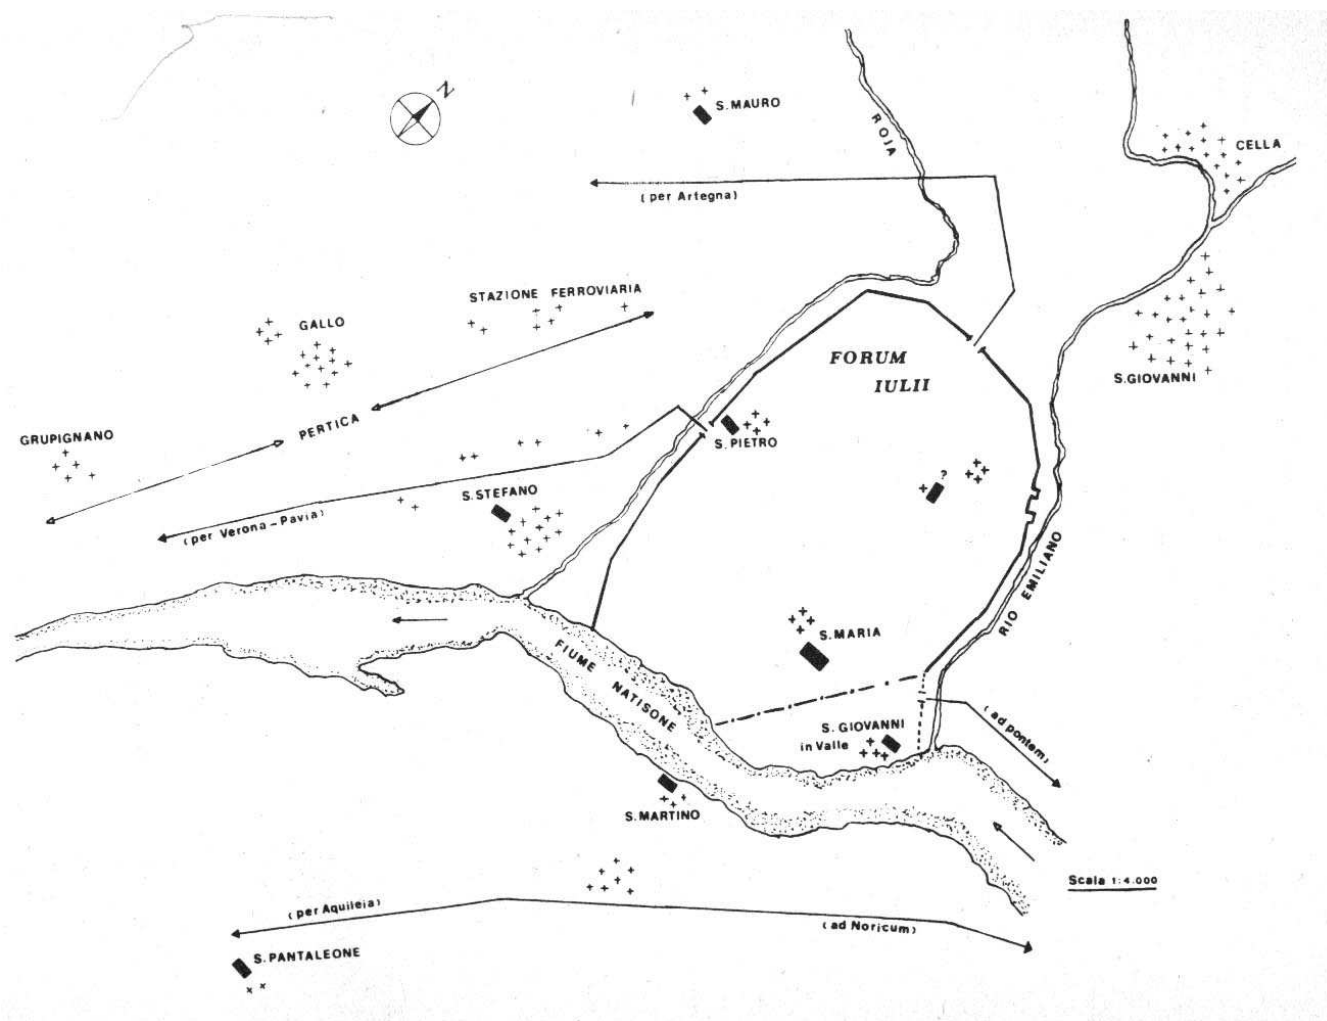 N
S. MAURO
ROJA
CELLA
( per Artegna)
STAZIONE FERROVIARIA
GALLO
FORUM
IULII
S.GIOVANNI
PERTICA
GRUPIGNANO
S. PIETRO
?
S.STEFANO
(per Verona-Pavia)
RIO EMILIANO
S. MARIA
FIUME
NATISONE
S. GIOVANNI
in Valle
( ad pontem)
S. MARTINO
Scala 1:4.000
(per Aquileia)
(ad Noricum)
S. PANTALEONE